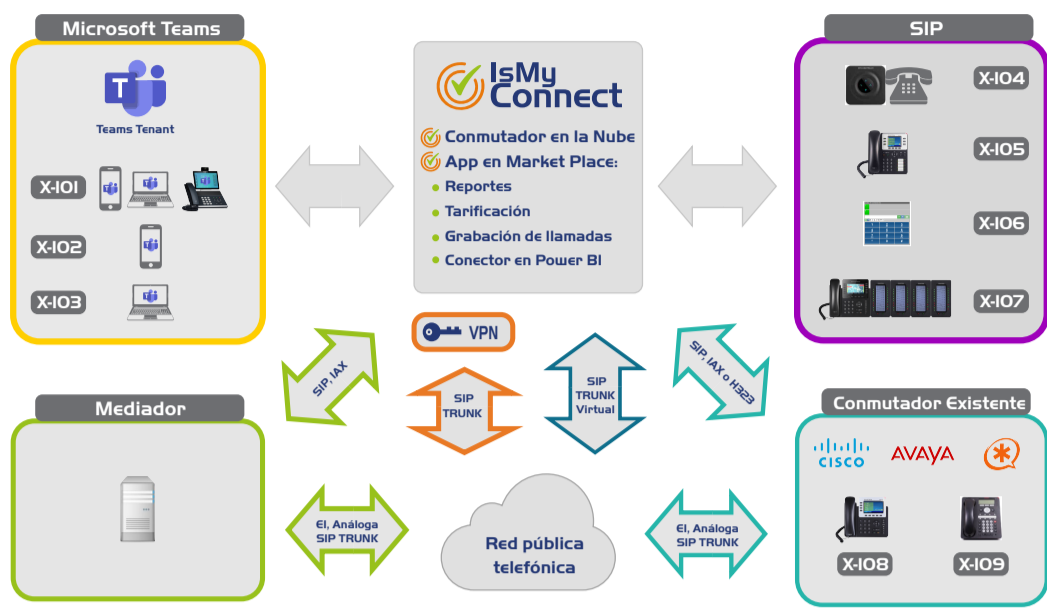 Microsoft Teams
Teams Tenant
X-101
X-102
X-103
IsMy
Connect
Conmutador en la Nube
App en Market Place:
Reportes
Tarificación
Grabación de llamadas
Conector en Power BI
SIP
X-104
X-105
X-106
X-107
VPN
SIP, IAX
SIP
TRUNK
SIP
TRUNK
Virtual
SIP, IAX o H323
Mediador
E1, Análoga
SIP TRUNK
Red pública
telefónica
E1, Análoga
SIP TRUNK
Conmutador Existente
CISCO
AVAYA
X-108
X-109